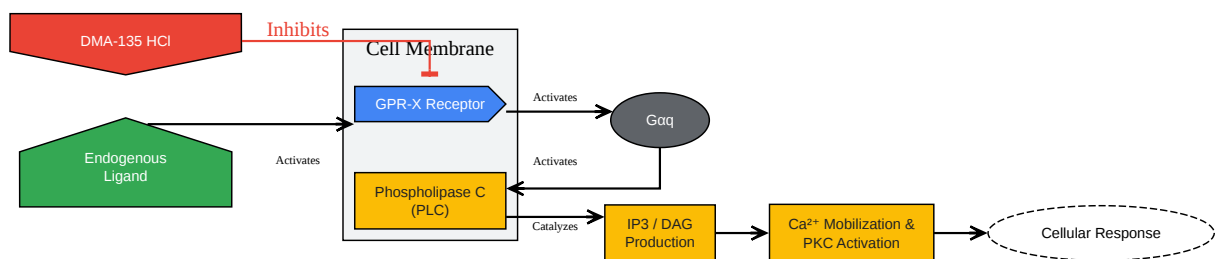 DMA-135 HCl
Inhibits
Cell Membrane
GPR-X Receptor
Activates
Gαq
Endogenous
Ligand
Activates
Activates
Phospholipase C
(PLC)
Catalyzes
IP3 / DAG
Production
Ca²⁺ Mobilization &
PKC Activation
Cellular Response